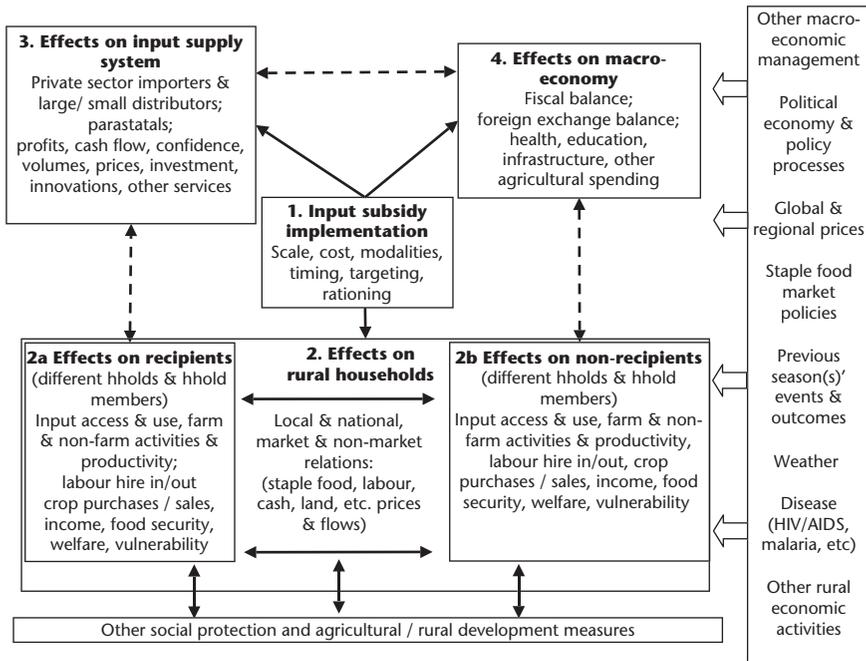 3. Effects on input supply
system
Private sector importers &
large/ small distributors;
parastatals;
profits, cash flow, confidence,
volumes, prices, investment,
innovations, other services
4. Effects on macro-
economy
Fiscal balance;
foreign exchange balance;
health, education,
infrastructure, other
agricultural spending
1. Input subsidy
implementation
Scale, cost, modalities,
timing, targeting,
rationing
2a Effects on recipients
(different hholds & hhold
members)
Input access & use, farm
& non-farm activities &
productivity;
labour hire in/out
crop purchases / sales,
income, food security,
welfare, vulnerability
2. Effects on
rural households
Local & national,
market & non-market
relations:
(staple food, labour,
cash, land, etc. prices
& flows)
2b Effects on non-recipients
(different hholds & hhold
members)
Input access & use, farm & non-
farm activities & productivity,
labour hire in/out, crop
purchases / sales, income, food
security, welfare, vulnerability
Other social protection and agricultural / rural development measures
Other macro-
economic
management
Political
economy &
policy
processes
Global &
regional prices
Staple food
market
policies
Previous
season(s)’
events &
outcomes
Weather
Disease
(HIV/AIDS,
malaria, etc)
Other rural
economic
activities